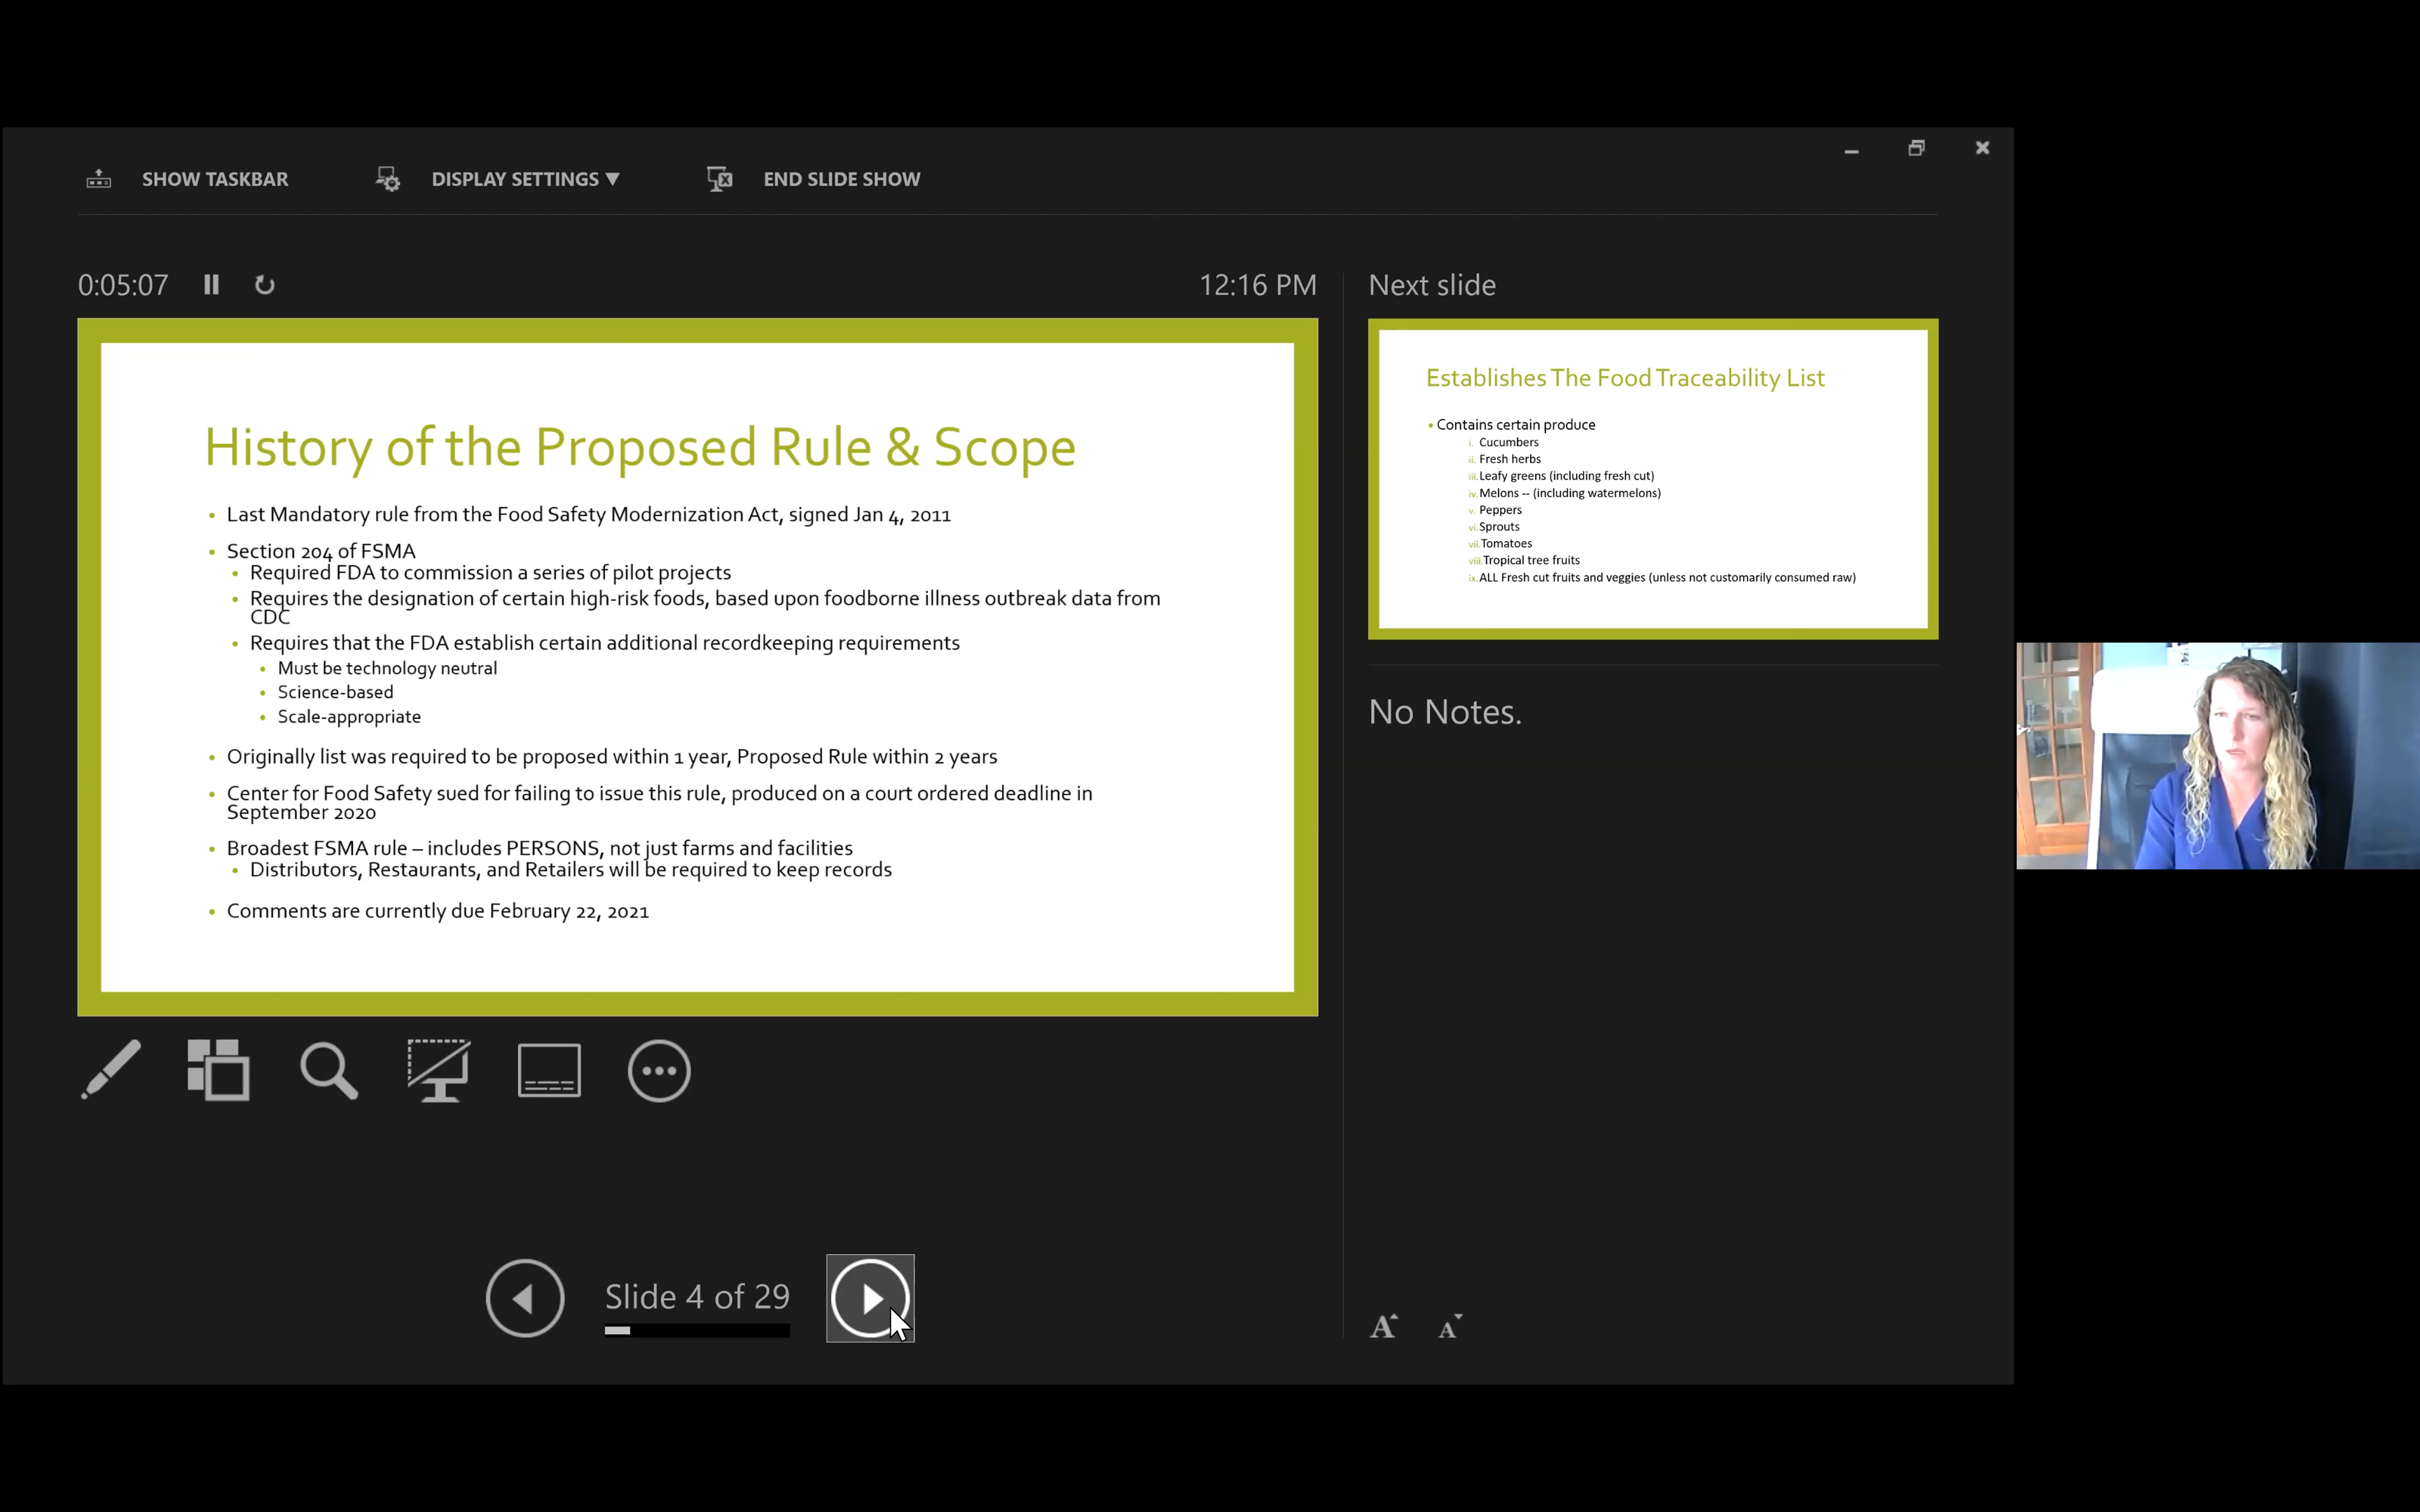 SHOW TASKBAR
DISPLAY SETTINGS ▼
END SLIDE SHOW
0:05:07
12:16 PM
History of the Proposed Rule & Scope
• Last Mandatory rule from the Food Safety Modernization Act, signed Jan 4, 2011
• Section 204 of FSMA
• Required FDA to commission a series of pilot projects
• Requires the designation of certain high-risk foods, based upon foodborne illness outbreak data from
CDC
• Requires that the FDA establish certain additional recordkeeping requirements
• Must be technology neutral
• Science-based
• Scale-appropriate
• Originally list was required to be proposed within 1 year, Proposed Rule within 2 years
• Center for Food Safety sued for failing to issue this rule, produced on a court ordered deadline in
September 2020
• Broadest FSMA rule – includes PERSONS, not just farms and facilities
• Distributors, Restaurants, and Retailers will be required to keep records
• Comments are currently due February 22, 2021
Slide 4 of 29
Next slide
Establishes The Food Traceability List
• Contains certain produce
i. Cucumbers
ii. Fresh herbs
iii. Leafy greens (including fresh cut)
iv. Melons -- (including watermelons)
v. Peppers
vi. Sprouts
vii. Tomatoes
viii. Tropical tree fruits
ix. ALL Fresh cut fruits and veggies (unless not customarily consumed raw)
No Notes.
A A